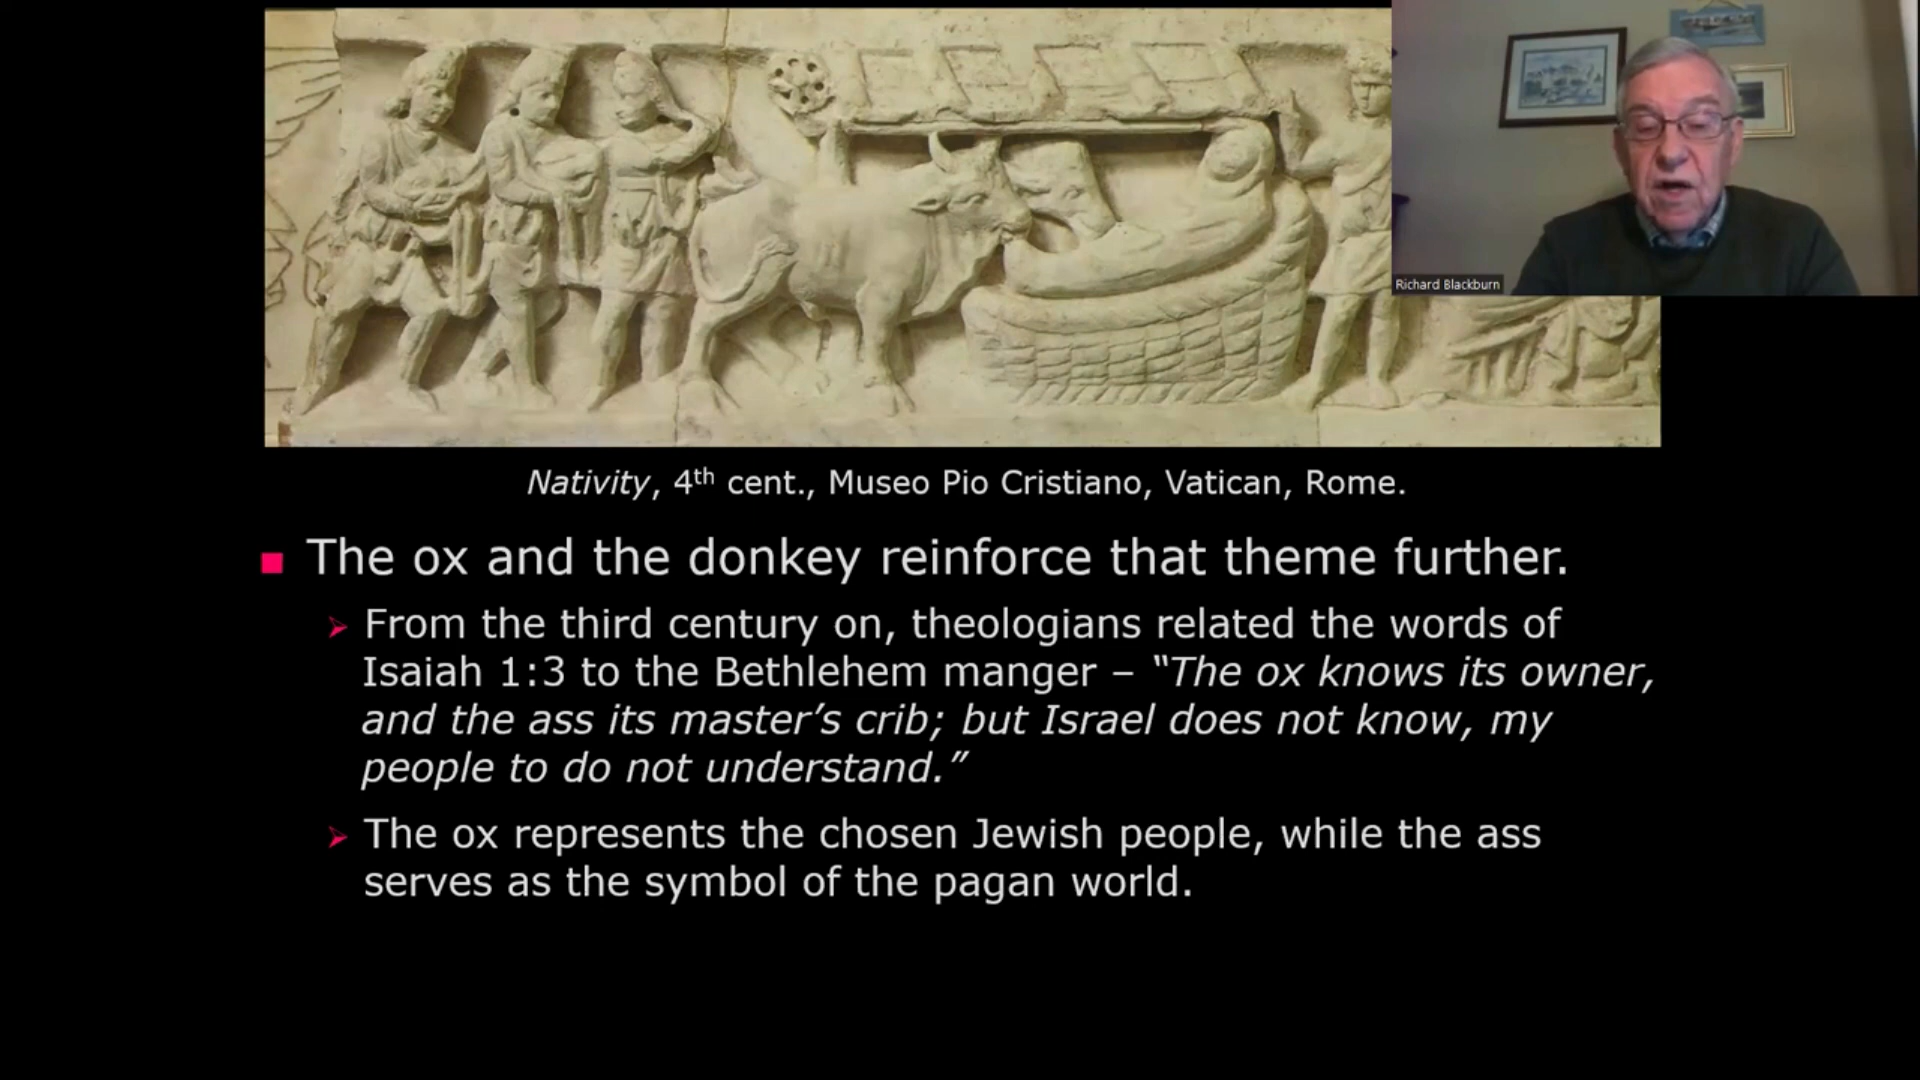 Richard Blackburn
Nativity, 4th cent., Museo Pio Cristiano, Vatican, Rome.
The ox and the donkey reinforce that theme further.
From the third century on, theologians related the words of
Isaiah 1:3 to the Bethlehem manger – “The ox knows its owner,
and the ass its master’s crib; but Israel does not know, my
people to do not understand.”
The ox represents the chosen Jewish people, while the ass
serves as the symbol of the pagan world.